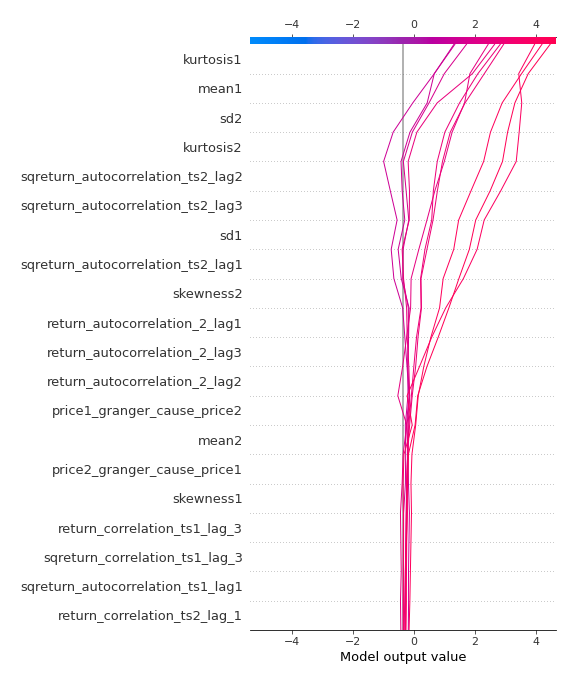 −4 −2 0 2 4
kurtosis1
mean1
sd2
kurtosis2
sqreturn_autocorrelation_ts2_lag2
sqreturn_autocorrelation_ts2_lag3
sd1
sqreturn_autocorrelation_ts2_lag1
skewness2
return_autocorrelation_2_lag1
return_autocorrelation_2_lag3
return_autocorrelation_2_lag2
price1_granger_cause_price2
mean2
price2_granger_cause_price1
skewness1
return_correlation_ts1_lag_3
sqreturn_correlation_ts1_lag_3
sqreturn_autocorrelation_ts1_lag1
return_correlation_ts2_lag_1
−4 −2 0 2 4
Model output value